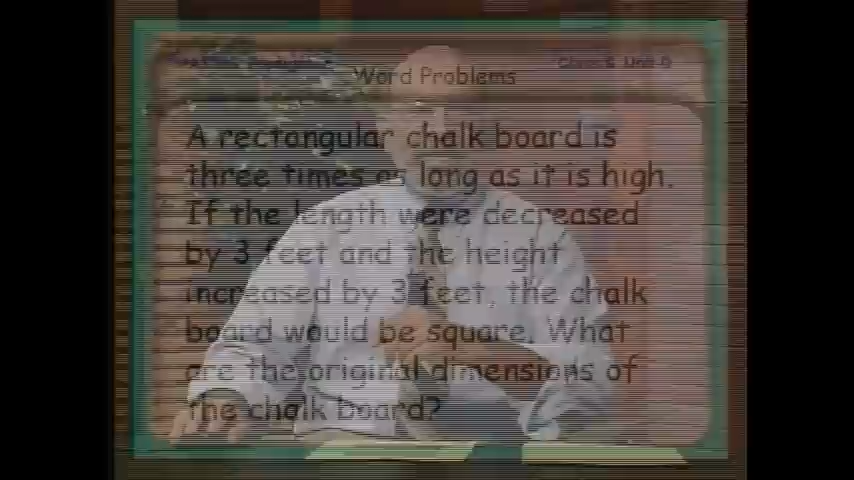 Word Problems
A rectangular chalk board is
three times as long as it is high.
If the length were decreased
by 3 feet and the height
increased by 3 feet, the chalk
board would be square. What
are the original dimensions of
the chalk board?